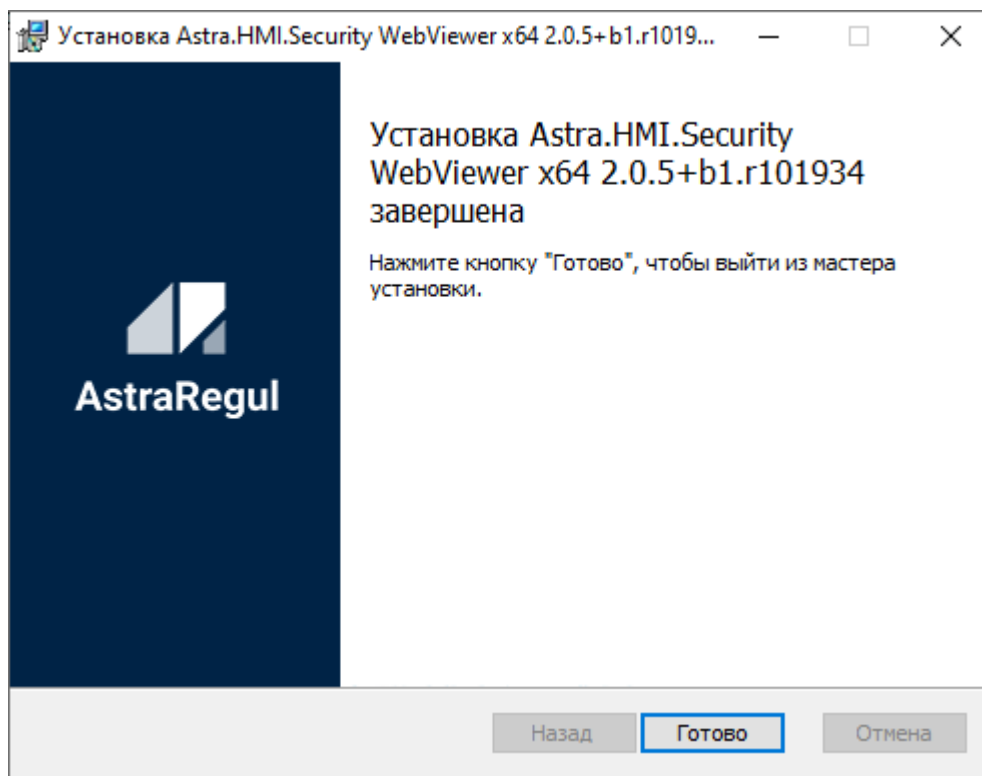 Установка Astra.HMI.Security WebViewer x64 2.0.5+b1.r1019...
Установка Astra.HMI.Security
WebViewer x64 2.0.5+b1.r101934
завершена
Нажмите кнопку "Готово", чтобы выйти из мастера
установки.
AstraRegul
Назад
Готово
Отмена